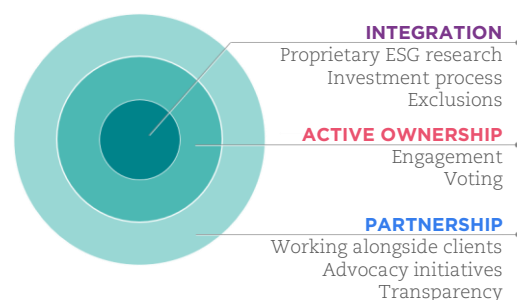 INTEGRATION
Proprietary ESG research
Investment process
Exclusions
ACTIVE OWNERSHIP
Engagement
Voting
PARTNERSHIP
Working alongside clients
Advocacy initiatives
Transparency